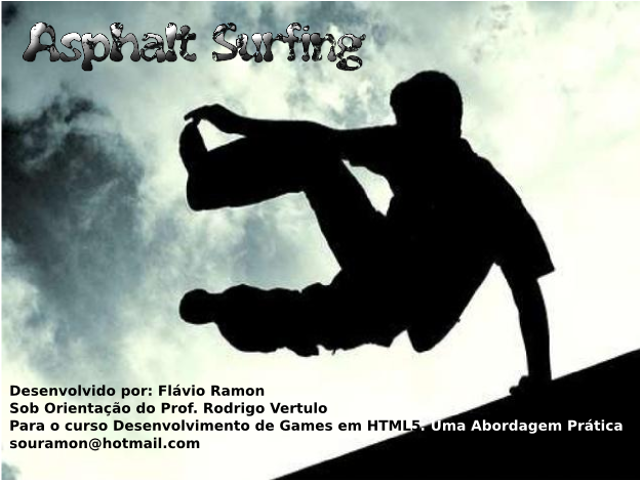 Asphalt Surfing
Desenvolvido por: Flávio Ramon
Sob Orientação do Prof. Rodrigo Vertulo
Para o curso Desenvolvimento de Games em HTML5. Uma Abordagem Prática
souramon@hotmail.com